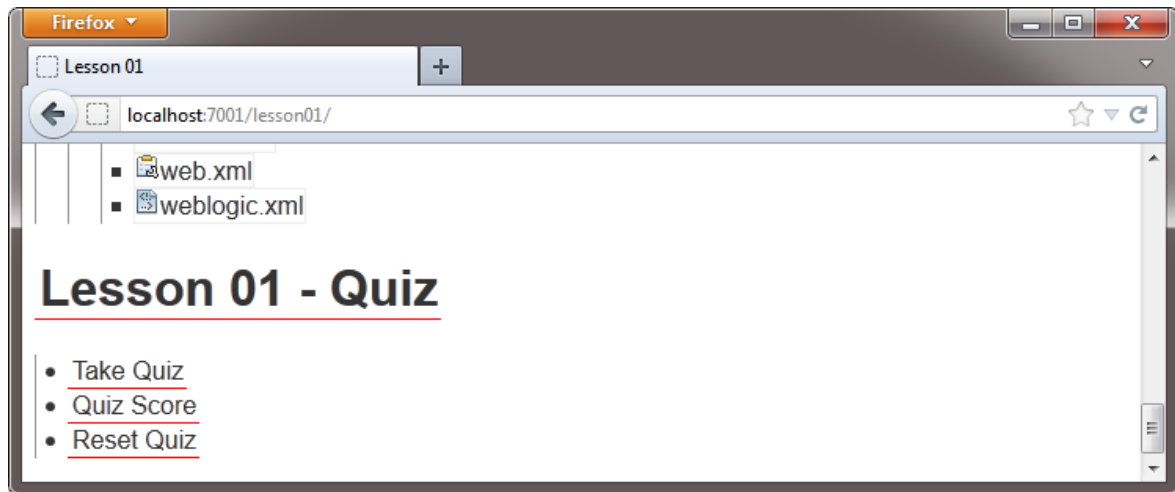 Firefox
Lesson 01
localhost:7001/lesson01/
web.xml
weblogic.xml
Lesson 01 - Quiz
Take Quiz
Quiz Score
Reset Quiz